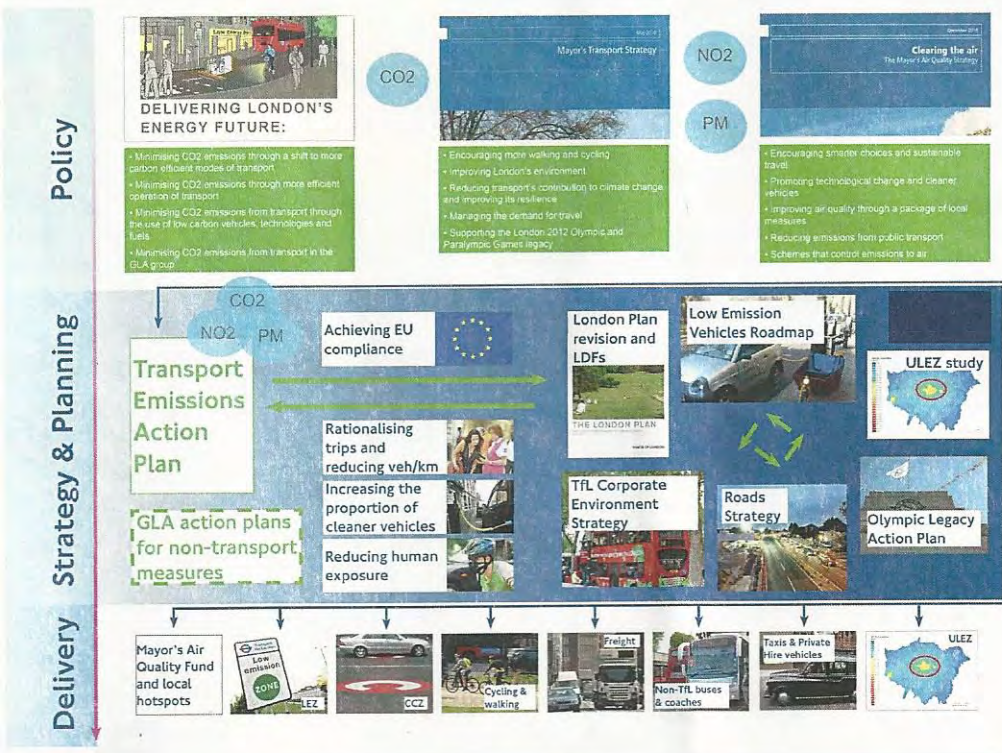 Policy
DELIVERING LONDON'S
ENERGY FUTURE:
• Minimising CO2 emissions through a shift to more
carbon efficient modes of transport
• Minimising CO2 emissions through more efficient
operation of transport
• Minimising CO2 emissions from transport through
the use of low carbon vehicles, technologies and
fuels
• Minimising CO2 emissions from transport in the
GLA group
CO2
Mayor's Transport Strategy
• Encouraging more walking and cycling
• Improving London's environment
• Reducing transport's contribution to climate change
and improving its resilience
• Managing the demand for travel
• Supporting the London 2012 Olympic and
Paralympic Games legacy
NO2
PM
Clearing the air
The Mayor's Air Quality Strategy
• Encouraging smarter choices and sustainable
travel
• Promoting technological change and cleaner
vehicles
• Improving air quality through a package of local
measures
• Reducing emissions from public transport
• Schemes that control emissions to air
Strategy & Planning
CO2
NO2
PM
Transport
Emissions
Action
Plan
GLA action plans
for non-transport
measures
Achieving EU
compliance
Rationalising
trips and
reducing veh/km
Increasing the
proportion of
cleaner vehicles
Reducing human
exposure
London Plan
revision and
LDFs
THE LONDON PLAN
Low Emission
Vehicles Roadmap
ULEZ study
TfL Corporate
Environment
Strategy
Roads
Strategy
Olympic Legacy
Action Plan
Delivery
Mayor's Air
Quality Fund
and local
hotspots
Low
emission
ZONE
LEZ
CCZ
Cycling &
walking
Freight
Non-TfL buses
& coaches
Taxis & Private
Hire vehicles
ULEZ